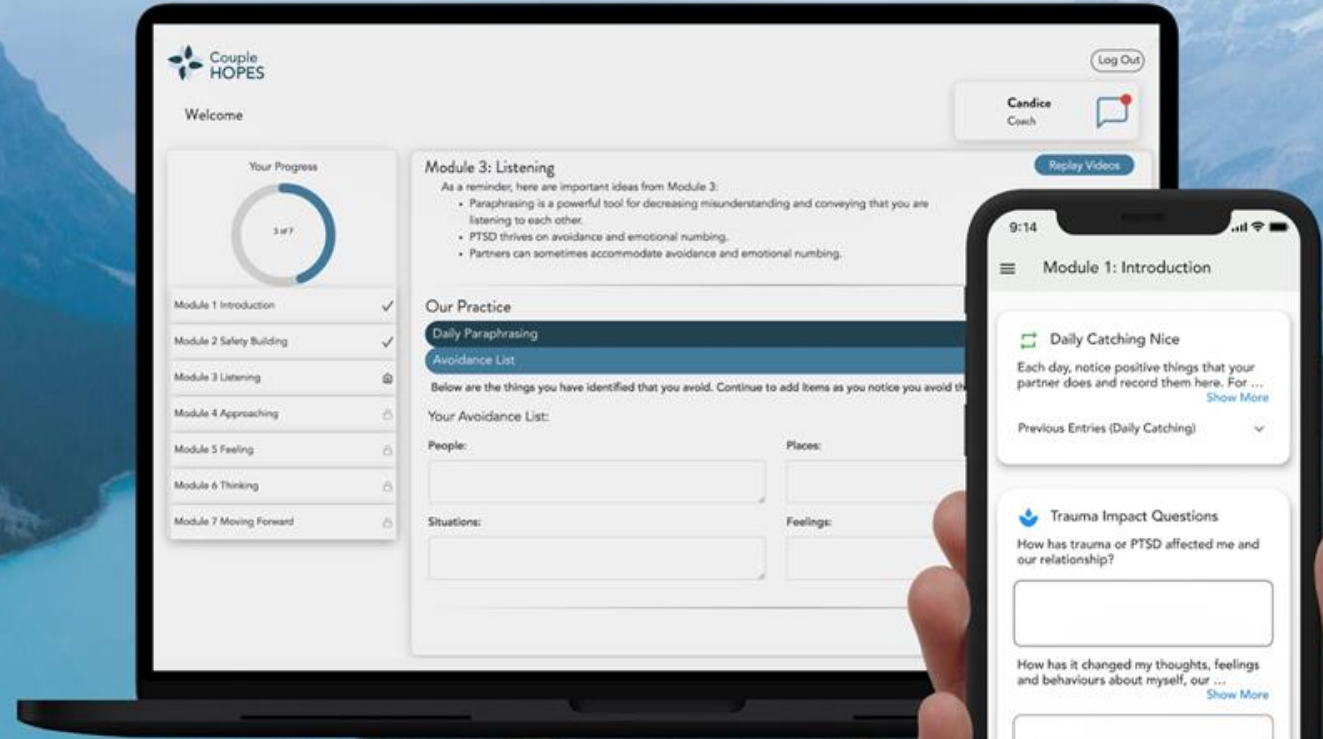 Couple
HOPES
Log Out
Welcome
Candice
Coach
Your Progress
3 of 7
Module 1 Introduction
Module 2 Safety Building
Module 3 Listening
Module 4 Approaching
Module 5 Feeling
Module 6 Thinking
Module 7 Moving Forward
Module 3: Listening
Replay Videos
As a reminder, here are important ideas from Module 3:
• Paraphrasing is a powerful tool for decreasing misunderstanding and conveying that you are
listening to each other.
• PTSD thrives on avoidance and emotional numbing.
• Partners can sometimes accommodate avoidance and emotional numbing.
Our Practice
Daily Paraphrasing
Avoidance List
Below are the things you have identified that you avoid. Continue to add items as you notice you avoid th
Your Avoidance List:
People:
Places:
Situations:
Feelings:
9:14
Module 1: Introduction
Daily Catching Nice
Each day, notice positive things that your
partner does and record them here. For ...
Show More
Previous Entries (Daily Catching)
Trauma Impact Questions
How has trauma or PTSD affected me and
our relationship?
How has it changed my thoughts, feelings
and behaviours about myself, our ...
Show More